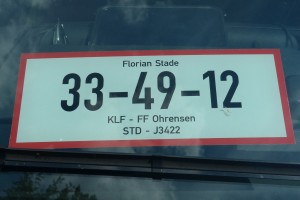 Florian Stade
33-49-12
KLF - FF Ohrensen
STD - J3422